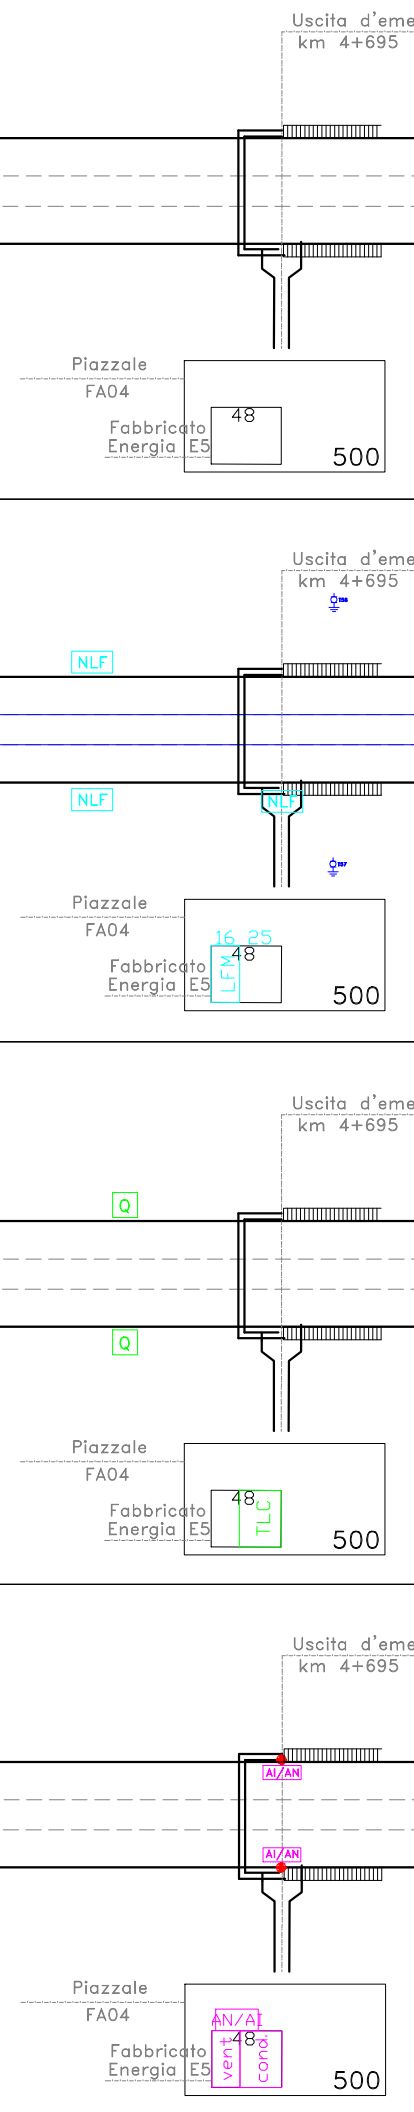 Uscita d'eme
km 4+695
Piazzale
FA04
48
Fabbricato
Energia E5
500
Uscita d'eme
km 4+695
T56
NLF
NLF
NLF
T57
Piazzale
FA04
16 25
48
LFM
Fabbricato
Energia E5
500
Uscita d'eme
km 4+695
Q
Q
Piazzale
FA04
48
TLC
Fabbricato
Energia E5
500
Uscita d'eme
km 4+695
AI/AN
AI/AN
Piazzale
FA04
AN/AI
48
vent.
cond.
Fabbricato
Energia E5
500